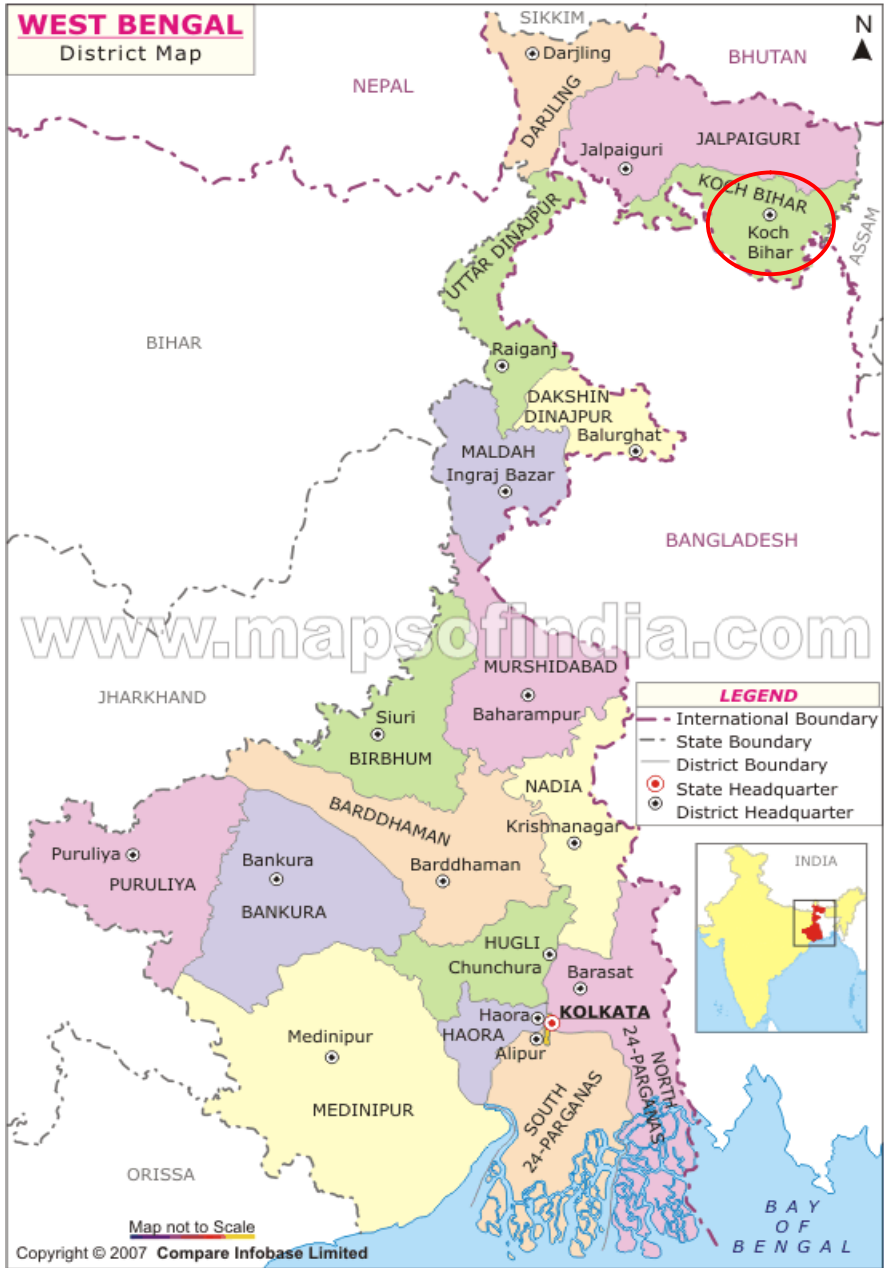 WEST BENGAL
District Map
SIKKIM
N
Darjling
BHUTAN
NEPAL
DARJLING
JALPAIGURI
Jalpaiguri
KOCH BIHAR
Koch
Bihar
ASSAM
UTTAR DINAJPUR
BIHAR
Raiganj
DAKSHIN
DINAJPUR
Balurghat
MALDAH
Ingraj Bazar
BANGLADESH
www.mapsofindia.com
MURSHIDABAD
JHARKHAND
Baharampur
Siuri
BIRBHUM
LEGEND
International Boundary
State Boundary
District Boundary
State Headquarter
District Headquarter
NADIA
BARDDHAMAN
Krishnanagar
Puruliya
PURULIYA
Bankura
BANKURA
Barddhaman
INDIA
HUGLI
Chunchura
Barasat
Haora
KOLKATA
HAORA
Alipur
Medinipur
MEDINIPUR
SOUTH
24-PARGANAS
NORTH
24-PARGANAS
ORISSA
BAY
OF
BENGAL
Map not to Scale
Copyright © 2007 Compare Infobase Limited